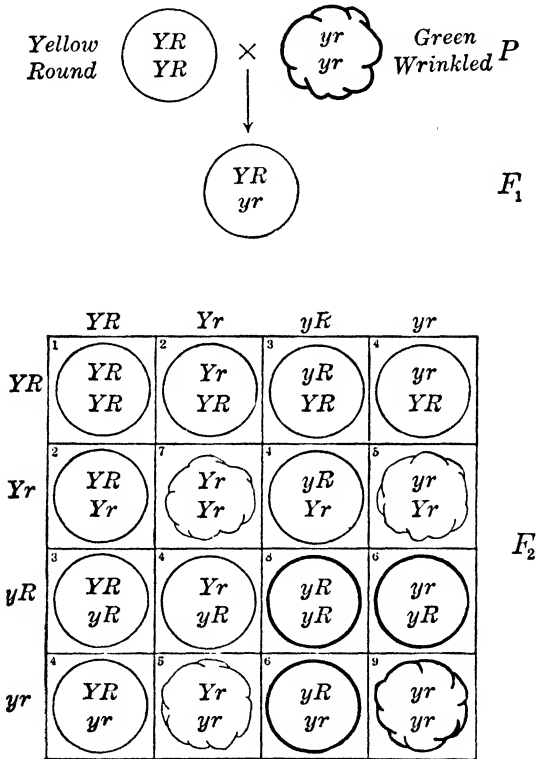 Yellow YR × yr Green P
Round YR yr Wrinkled
YR
yr F₁
YR Yr yR yr
1 2 3 4
YR YR Yr yR yr
YR YR YR YR
2 7 4 5
Yr YR Yr yR yr
Yr Yr Yr Yr
F₂
3 4 8 6
yR YR Yr yR yr
yR yR yR yR
4 5 6 9
yr YR Yr yR yr
yr yr yr yr